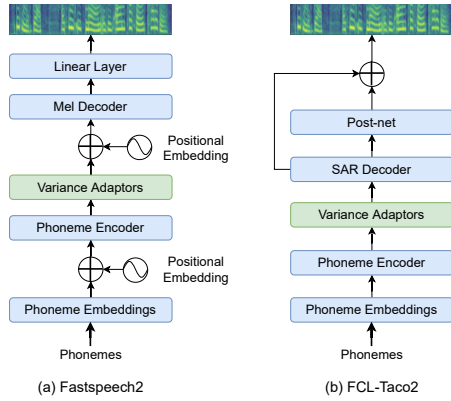 Linear Layer
Mel Decoder
Positional
Embedding
Variance Adaptors
Phoneme Encoder
Positional
Embedding
Phoneme Embeddings
Phonemes
(a) Fastspeech2
Post-net
SAR Decoder
Variance Adaptors
Phoneme Encoder
Phoneme Embeddings
Phonemes
(b) FCL-Taco2